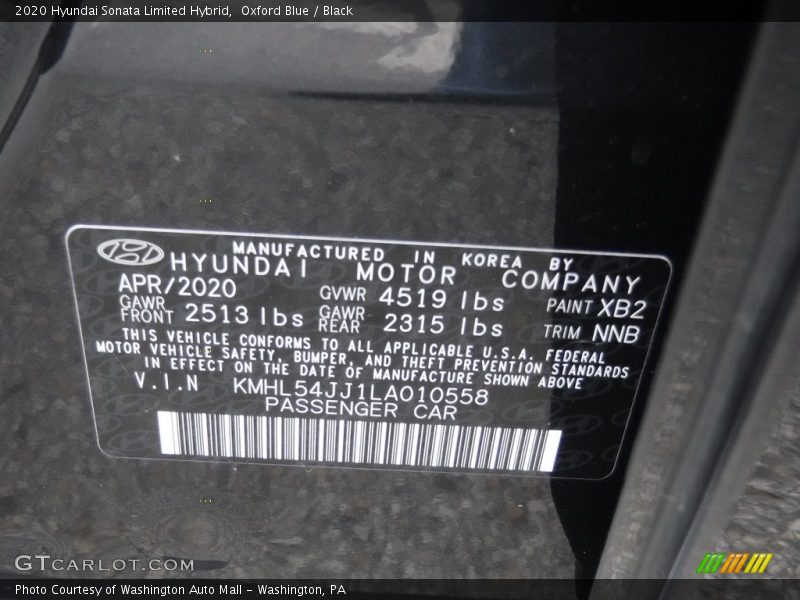 2020 Hyundai Sonata Limited Hybrid, Oxford Blue / Black
MANUFACTURED IN KOREA BY
HYUNDAI MOTOR COMPANY
APR/2020 GVWR 4519 lbs PAINT XB2
GAWR FRONT 2513 lbs GAWR REAR 2315 lbs TRIM NNB
THIS VEHICLE CONFORMS TO ALL APPLICABLE U.S.A. FEDERAL
MOTOR VEHICLE SAFETY, BUMPER, AND THEFT PREVENTION STANDARDS
IN EFFECT ON THE DATE OF MANUFACTURE SHOWN ABOVE
V.I.N KMHL54JJ1LA010558
PASSENGER CAR
GTCARLOT.COM
Photo Courtesy of Washington Auto Mall - Washington, PA